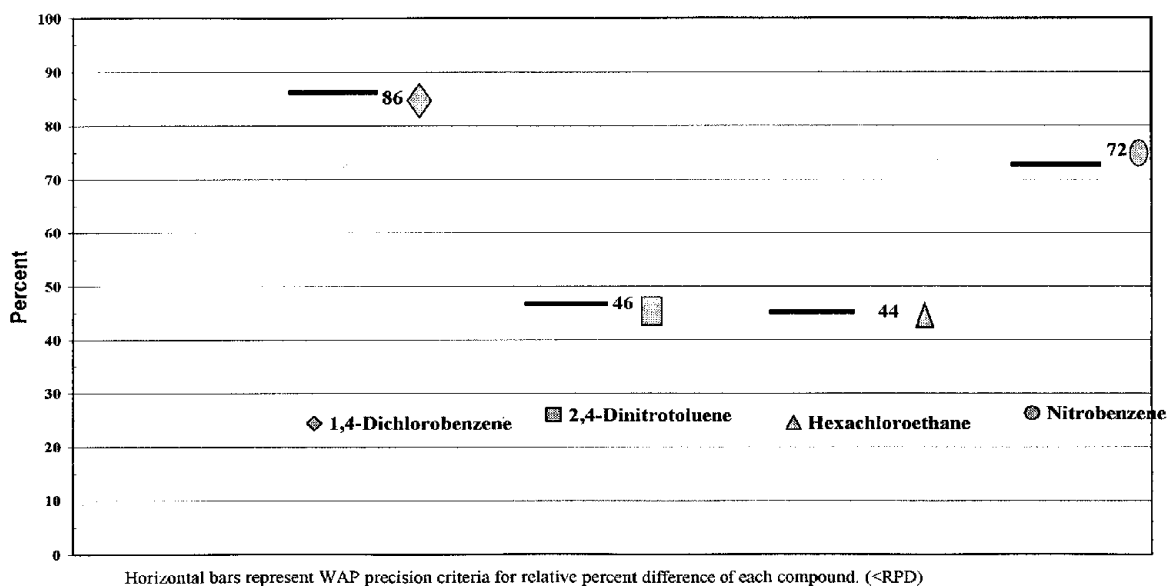 100
90
86
80
72
70
60
Percent
50
46
44
40
30
1,4-Dichlorobenzene
2,4-Dinitrotoluene
Hexachloroethane
Nitrobenzene
20
10
0
Horizontal bars represent WAP precision criteria for relative percent difference of each compound. (<RPD)